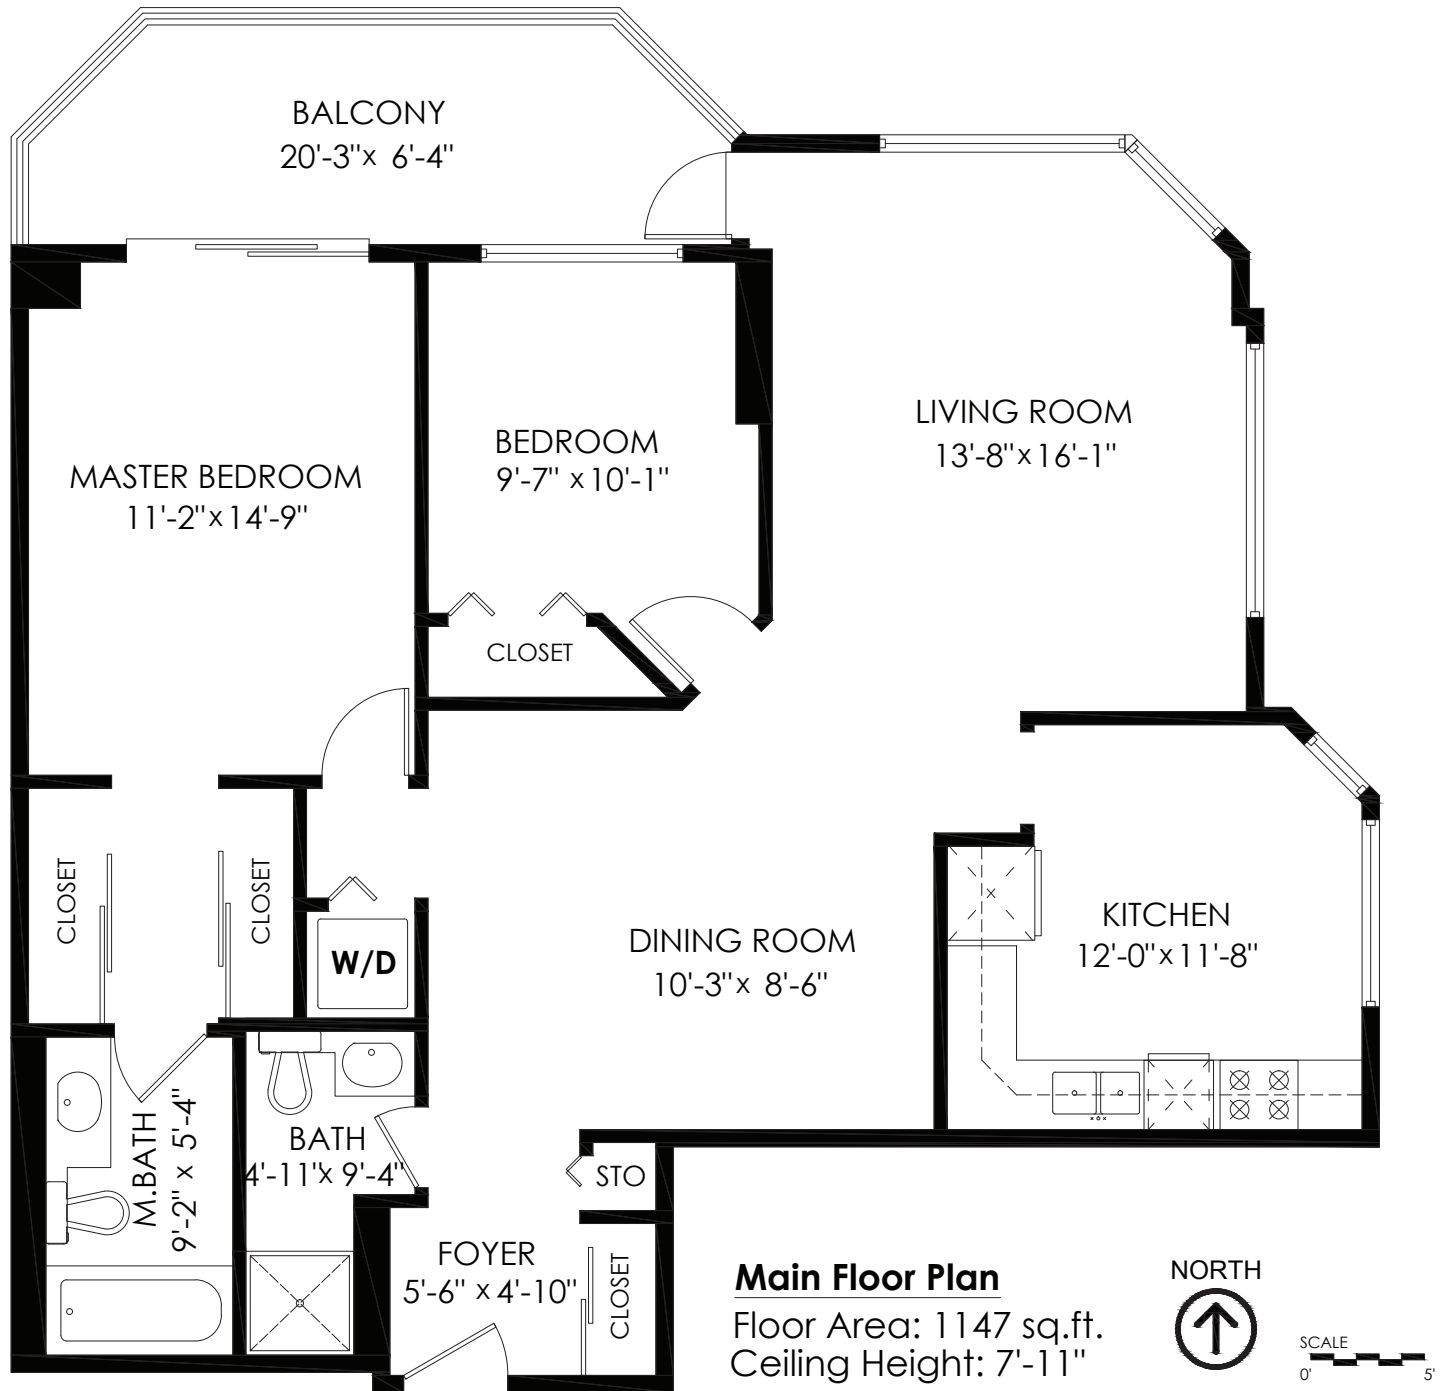 BALCONY
20'-3"x 6'-4"
LIVING ROOM
13'-8"x16'-1"
BEDROOM
9'-7" x10'-1"
MASTER BEDROOM
11'-2"x14'-9"
CLOSET
CLOSET
CLOSET
KITCHEN
12'-0"x11'-8"
DINING ROOM
10'-3"x 8'-6"
W/D
M.BATH
9'-2" x 5'-4"
BATH
4'-11'x 9'-4"
STO
FOYER
5'-6" x4'-10"
CLOSET
Main Floor Plan
Floor Area: 1147 sq.ft.
Ceiling Height: 7'-11"
NORTH
SCALE
0' 5'